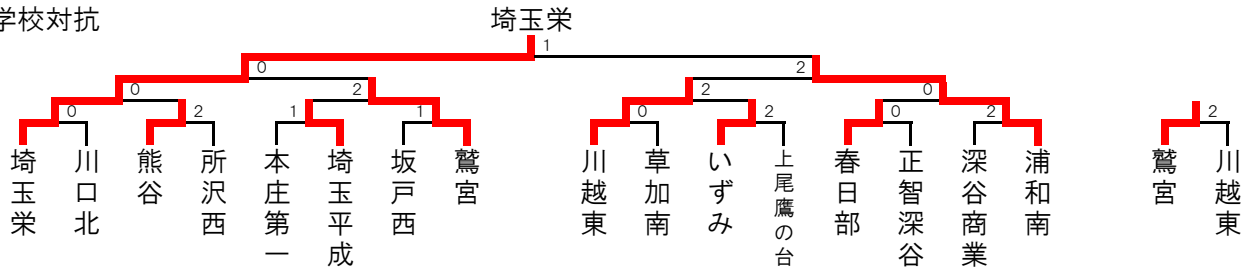 学校対抗
埼玉栄
1
0 2
0 2 2 0
0 2 1 1 0 2 0 2 2
埼玉栄
川口北
熊谷
所沢西
本庄第一
埼玉平成
坂戸西
鷲宮
川越東
草加南
いずみ
上尾鷹の台
春日部
正智深谷
深谷商業
浦和南
鷲宮
川越東